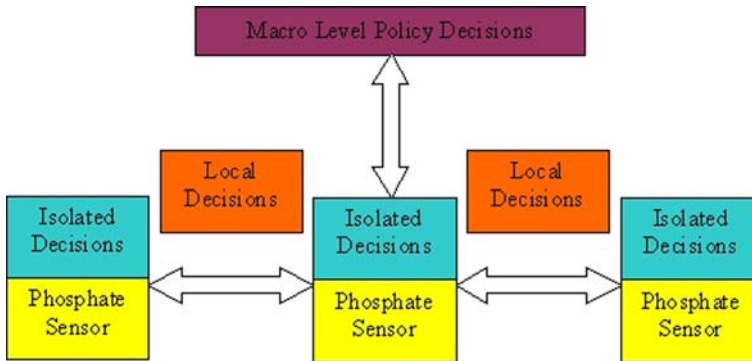 Macro Level Policy Decisions
Local
Decisions
Local
Decisions
Isolated
Decisions
Isolated
Decisions
Isolated
Decisions
Phosphate
Sensor
Phosphate
Sensor
Phosphate
Sensor